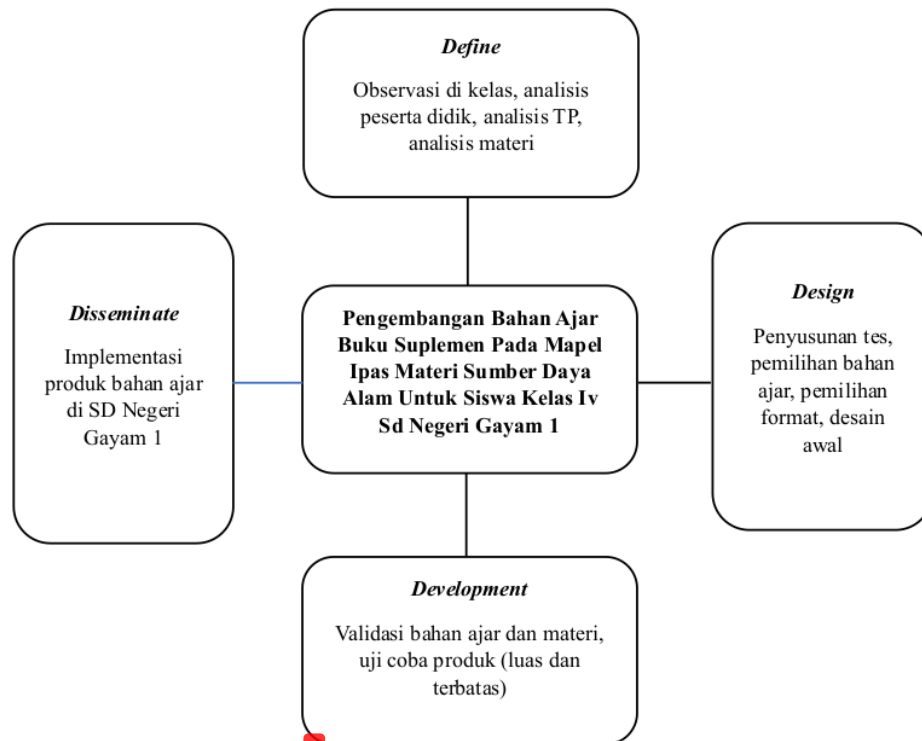 Define
Observasi di kelas, analisis
peserta didik, analisis TP,
analisis materi
Disseminate
Implementasi
produk bahan ajar
di SD Negeri
Gayam 1
Pengembangan Bahan Ajar
Buku Suplemen Pada Mapel
Ipas Materi Sumber Daya
Alam Untuk Siswa Kelas Iv
Sd Negeri Gayam 1
Design
Penyusunan tes,
pemilihan bahan
ajar, pemilihan
format, desain
awal
Development
Validasi bahan ajar dan materi,
uji coba produk (luas dan
terbatas)